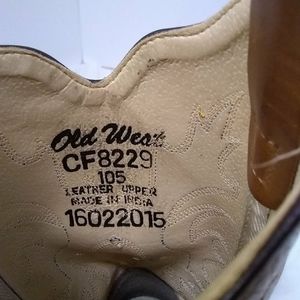 Old West
CF8229
105
LEATHER UPPER
MADE IN INDIA
16022015